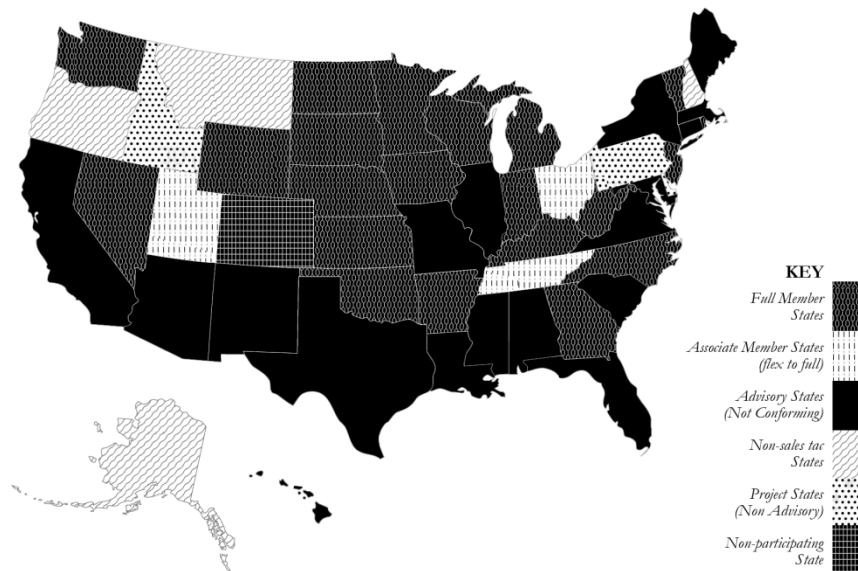 KEY
Full Member
States
Associate Member States
(flex to full)
Advisory States
(Not Conforming)
Non-sales tac
States
Project States
(Non Advisory)
Non-participating
State